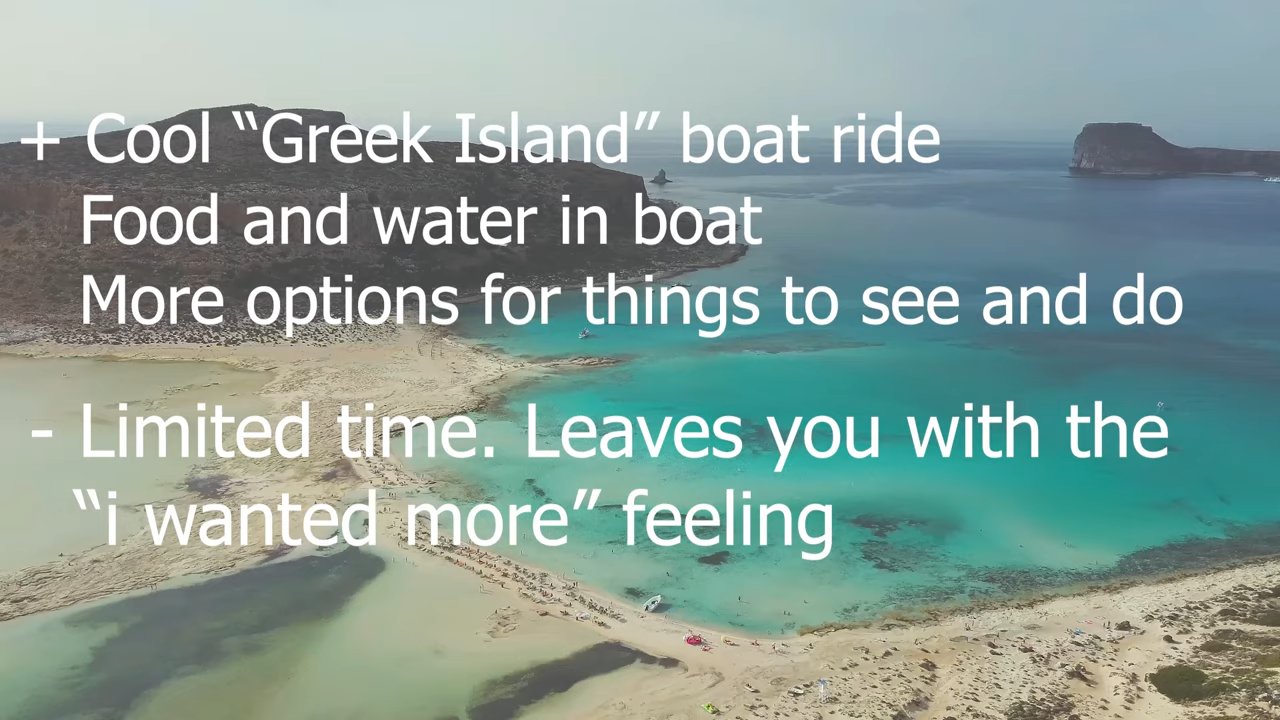 + Cool “Greek Island” boat ride
Food and water in boat
More options for things to see and do
- Limited time. Leaves you with the
“i wanted more” feeling